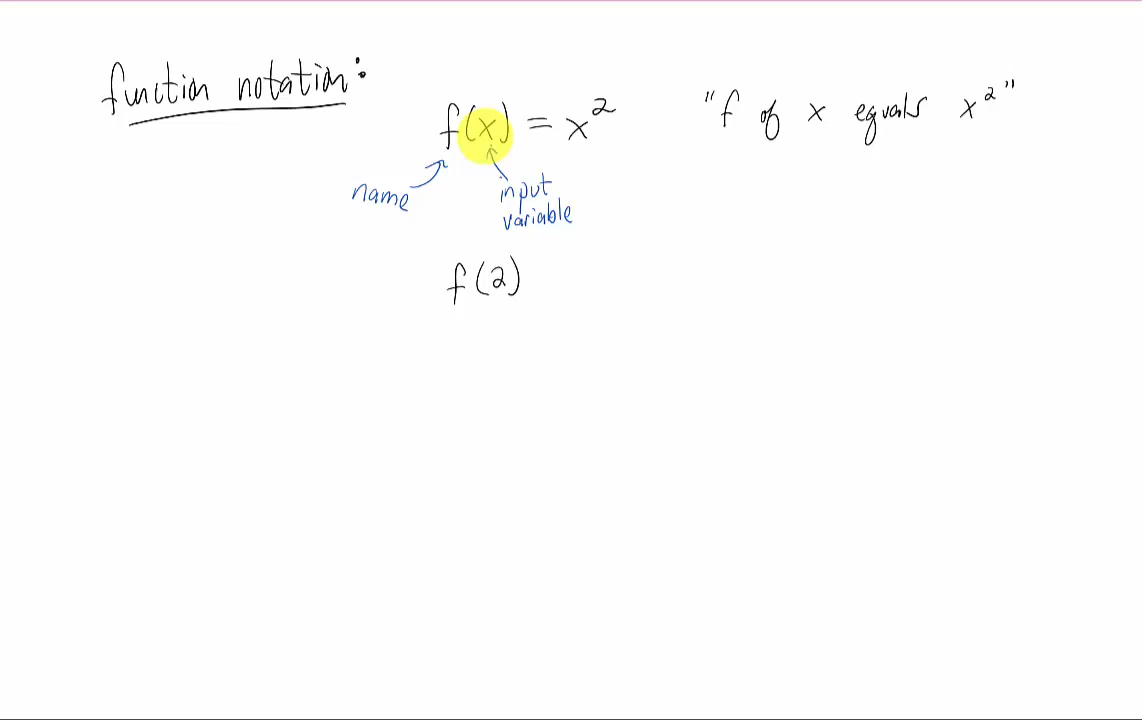 function notation:
f(x) = x² "f of x equals x²"
name input
variable
f(2)